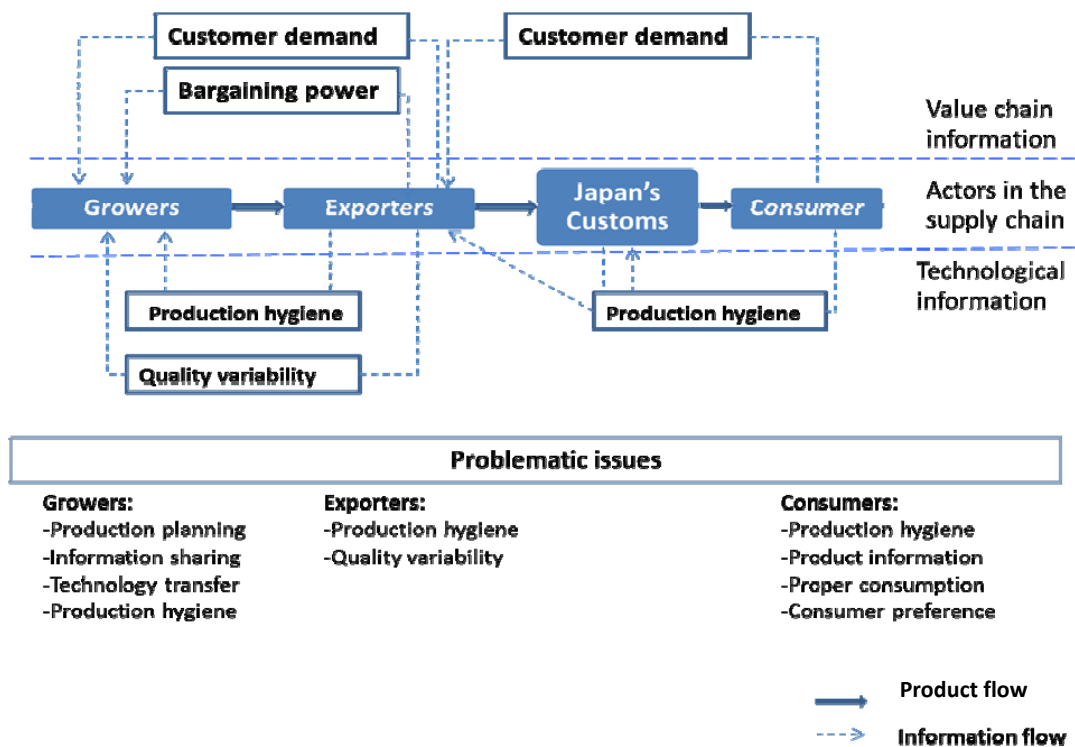 Customer demand
Customer demand
Bargaining power
Value chain
information
Growers
Exporters
Japan's
Customs
Consumer
Actors in the
supply chain
Technological
information
Production hygiene
Production hygiene
Quality variability
Problematic issues
Growers:
-Production planning
-Information sharing
-Technology transfer
-Production hygiene
Exporters:
-Production hygiene
-Quality variability
Consumers:
-Production hygiene
-Product information
-Proper consumption
-Consumer preference
Product flow
Information flow